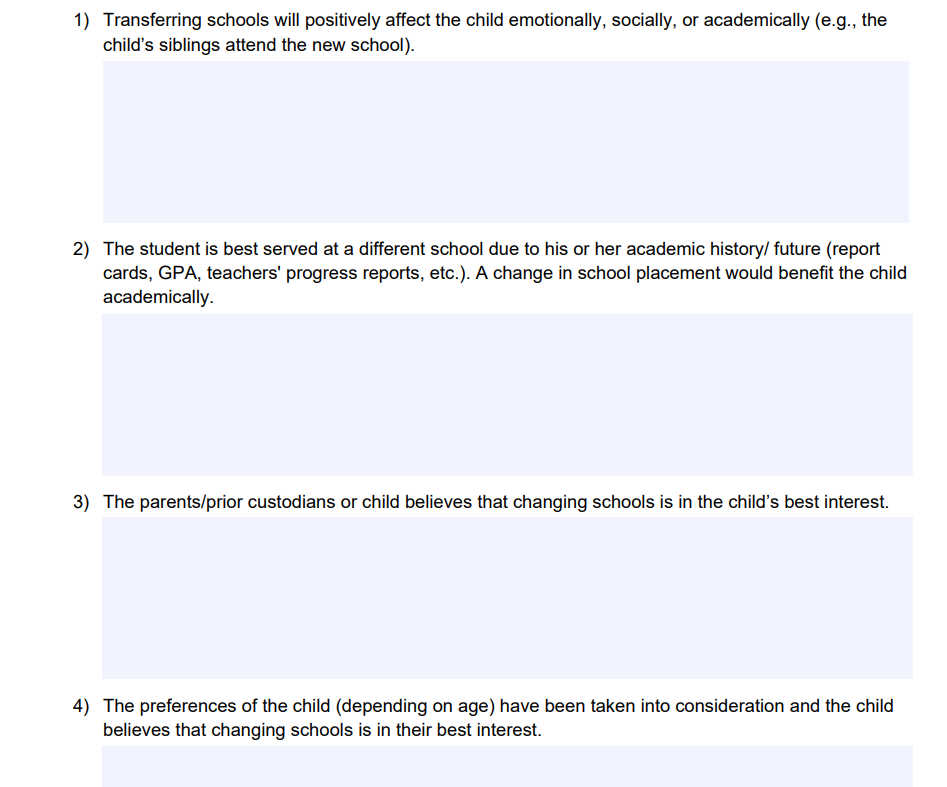 1) Transferring schools will positively affect the child emotionally, socially, or academically (e.g., the
child’s siblings attend the new school).
2) The student is best served at a different school due to his or her academic history/ future (report
cards, GPA, teachers' progress reports, etc.). A change in school placement would benefit the child
academically.
3) The parents/prior custodians or child believes that changing schools is in the child’s best interest.
4) The preferences of the child (depending on age) have been taken into consideration and the child
believes that changing schools is in their best interest.